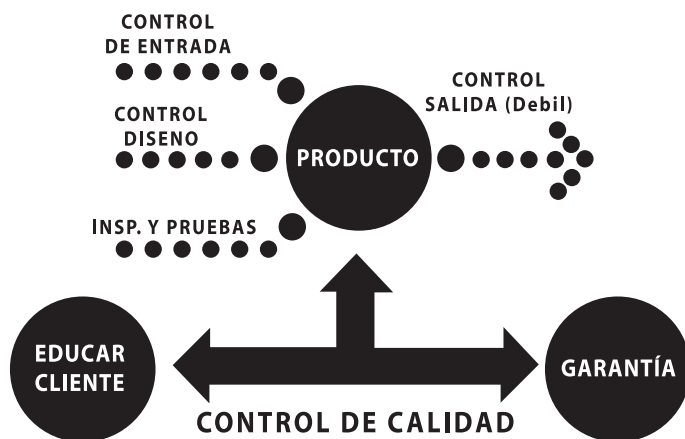 CONTROL
DE ENTRADA
CONTROL
DISENO
INSP. Y PRUEBAS
PRODUCTO
CONTROL
SALIDA (Debil)
EDUCAR
CLIENTE
GARANTÍA
CONTROL DE CALIDAD